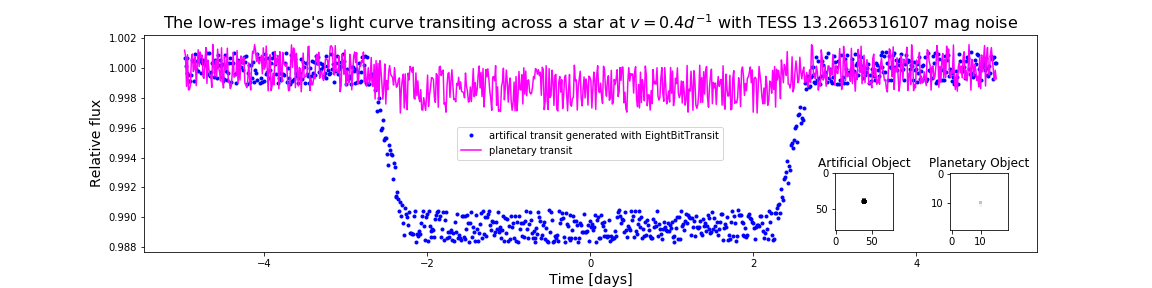 The low-res image's light curve transiting across a star at v = 0.4d⁻¹ with TESS 13.2665316107 mag noise
1.002
1.000
0.998
0.996
0.994
0.992
0.990
0.988
Relative flux
artifical transit generated with EightBitTransit
planetary transit
Artificial Object
0
50
0 50
Planetary Object
0
10
0 10
−4 −2 0 2 4
Time [days]